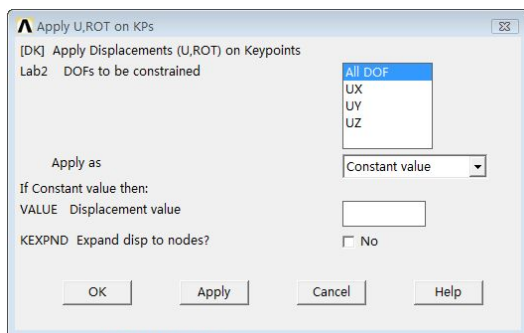 Apply U,ROT on KPs
[DK] Apply Displacements (U,ROT) on Keypoints
Lab2 DOFs to be constrained
All DOF
UX
UY
UZ
Apply as
Constant value
If Constant value then:
VALUE Displacement value
KEXPND Expand disp to nodes?
No
OK Apply Cancel Help